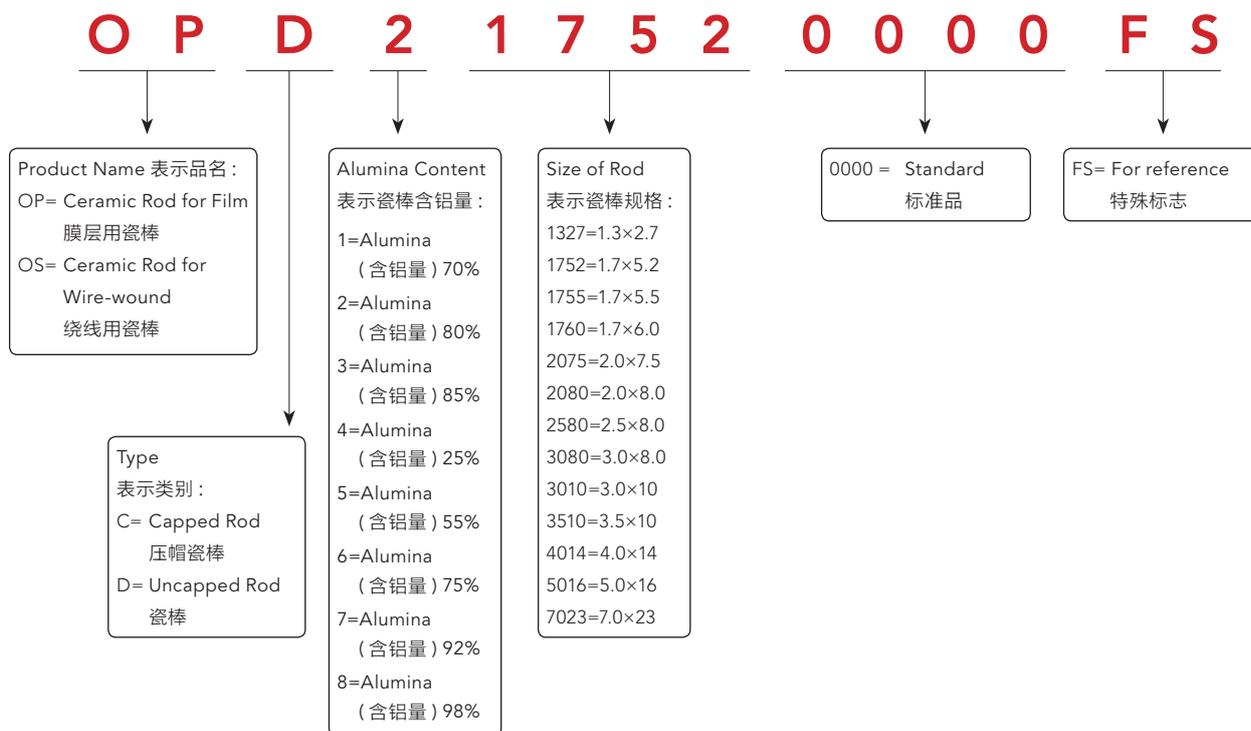 O P D 2 1 7 5 2 0 0 0 0 F S
Product Name 表示品名 :
OP= Ceramic Rod for Film
膜层用瓷棒
OS= Ceramic Rod for
Wire-wound
绕线用瓷棒
Type
表示类别 :
C= Capped Rod
压帽瓷棒
D= Uncapped Rod
瓷棒
Alumina Content
表示瓷棒含铝量 :
1=Alumina
( 含铝量 ) 70%
2=Alumina
( 含铝量 ) 80%
3=Alumina
( 含铝量 ) 85%
4=Alumina
( 含铝量 ) 25%
5=Alumina
( 含铝量 ) 55%
6=Alumina
( 含铝量 ) 75%
7=Alumina
( 含铝量 ) 92%
8=Alumina
( 含铝量 ) 98%
Size of Rod
表示瓷棒规格 :
1327=1.3×2.7
1752=1.7×5.2
1755=1.7×5.5
1760=1.7×6.0
2075=2.0×7.5
2080=2.0×8.0
2580=2.5×8.0
3080=3.0×8.0
3010=3.0×10
3510=3.5×10
4014=4.0×14
5016=5.0×16
7023=7.0×23
0000 = Standard
标准品
FS= For reference
特殊标志